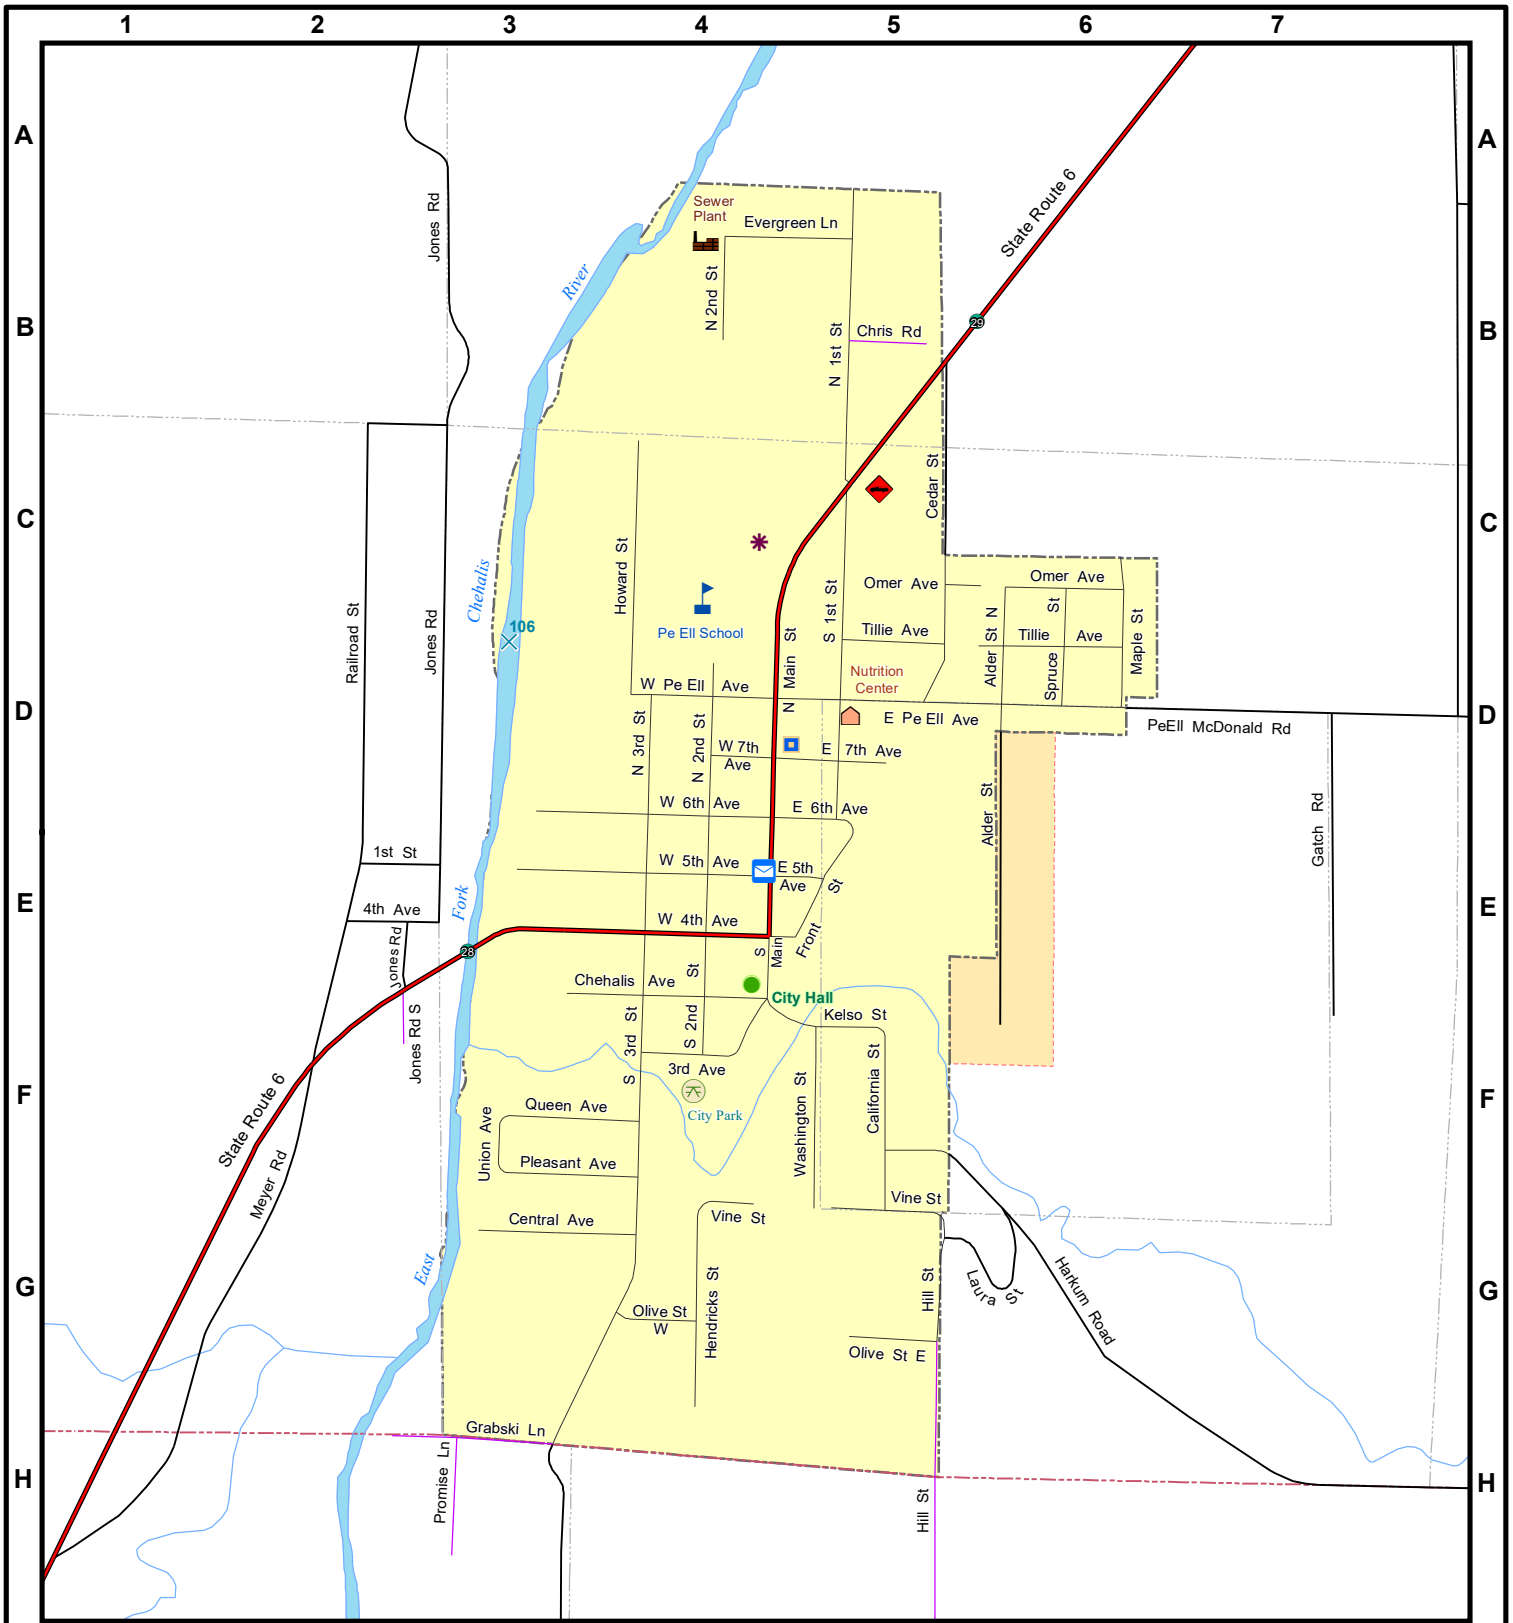 1 2 3 4 5 6 7
A A
State Route 6
Jones Rd
Sewer
Plant
Evergreen Ln
River
N 2nd St
B B
29
N 1st St
Chris Rd
Cedar St
C C
Howard St
Chehalis
Omer Ave
Omer Ave
Railroad St
Jones Rd
106
Pe Ell School
N Main St
S 1st St
Tillie Ave
Alder St N
Tillie Ave
Spruce St
Maple St
Nutrition
Center
W Pe Ell Ave
E Pe Ell Ave
D D
PeEll McDonald Rd
N 3rd St
N 2nd St
W 7th
Ave
E 7th Ave
W 6th Ave
E 6th Ave
Alder St
Gatch Rd
1st St
W 5th Ave
E 5th
Ave
Front St
4th Ave
E E
Fork
W 4th Ave
Jones Rd
28
S Main
Chehalis Ave
City Hall
S 2nd St
Kelso St
Jones Rd S
S 3rd St
3rd Ave
California St
Washington St
F F
State Route 6
Union Ave
Queen Ave
City Park
Meyer Rd
Pleasant Ave
Vine St
Central Ave
Vine St
East
G G
Hill St
Laura St
Harkum Road
Hendricks St
Olive St
W
Olive St E
Grabski Ln
Promise Ln
H H
Hill St